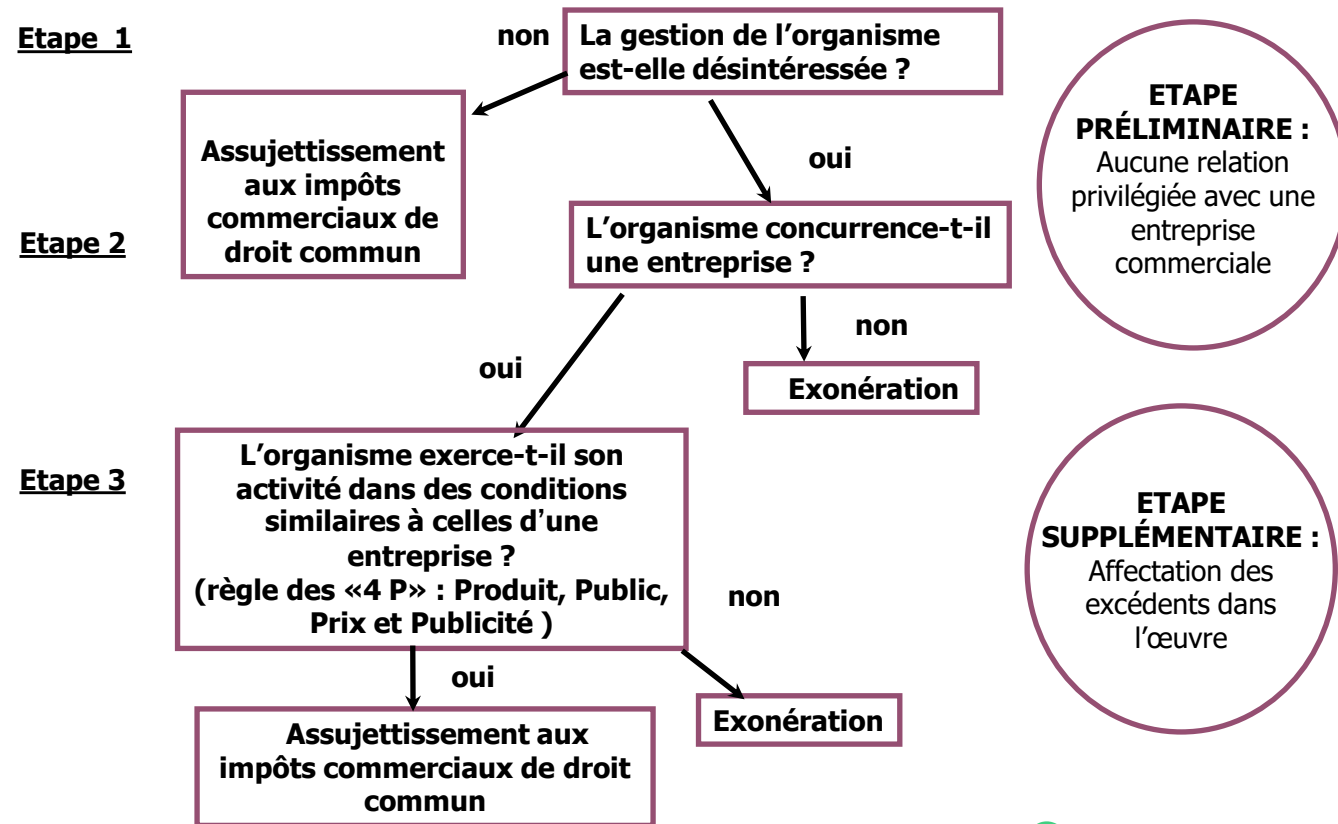 Etape 1
non
La gestion de l’organisme
est-elle désintéressée ?
Assujettissement
aux impôts
commerciaux de
droit commun
oui
ETAPE
PRÉLIMINAIRE :
Aucune relation
privilégiée avec une
entreprise
commerciale
Etape 2
L’organisme concurrence-t-il
une entreprise ?
oui
non
Exonération
Etape 3
L’organisme exerce-t-il son
activité dans des conditions
similaires à celles d’une
entreprise ?
(règle des «4 P» : Produit, Public,
Prix et Publicité )
non
ETAPE
SUPPLÉMENTAIRE :
Affectation des
excédents dans
l’œuvre
oui
Exonération
Assujettissement aux
impôts commerciaux de droit
commun